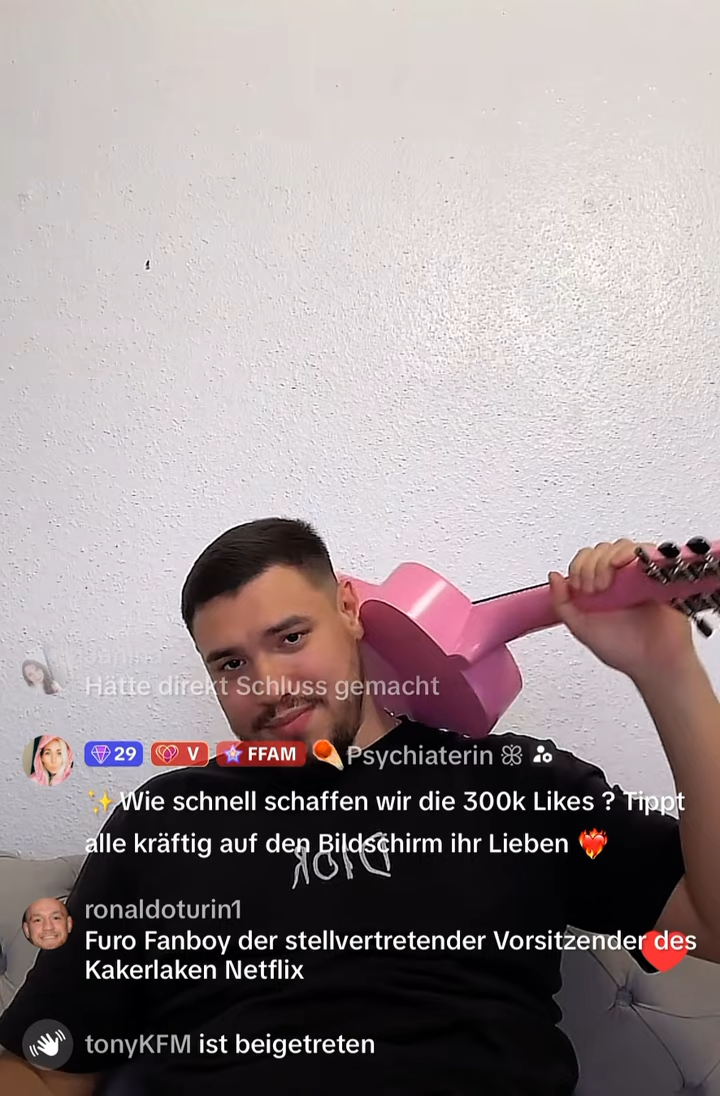 Hätte direkt Schluss gemacht
29 V FFAM Psychiaterin
✨Wie schnell schaffen wir die 300k Likes ? Tippt
alle kräftig auf den Bildschirm ihr Lieben ❤️‍🔥
DIOR
ronaldoturin1
Furo Fanboy der stellvertretender Vorsitzender des
Kakerlaken Netflix
tonyKFM ist beigetreten